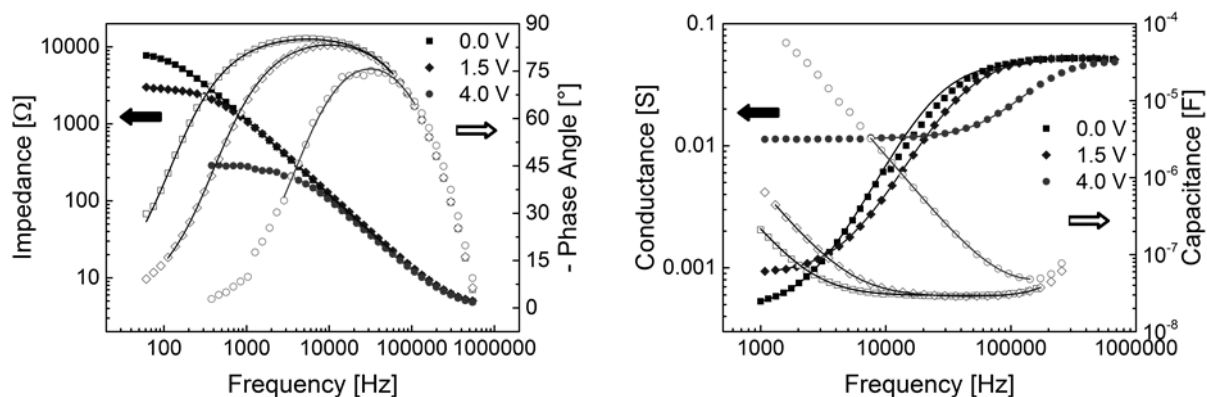 10000
1000
100
10
Impedance [Ω]
100 1000 10000 100000 1000000
Frequency [Hz]
90
75
60
45
30
15
0
- Phase Angle [°]
0.0 V
1.5 V
4.0 V
0.1
0.01
0.001
Conductance [S]
1000 10000 100000 1000000
Frequency [Hz]
10⁻⁴
10⁻⁵
10⁻⁶
10⁻⁷
10⁻⁸
Capacitance [F]
0.0 V
1.5 V
4.0 V